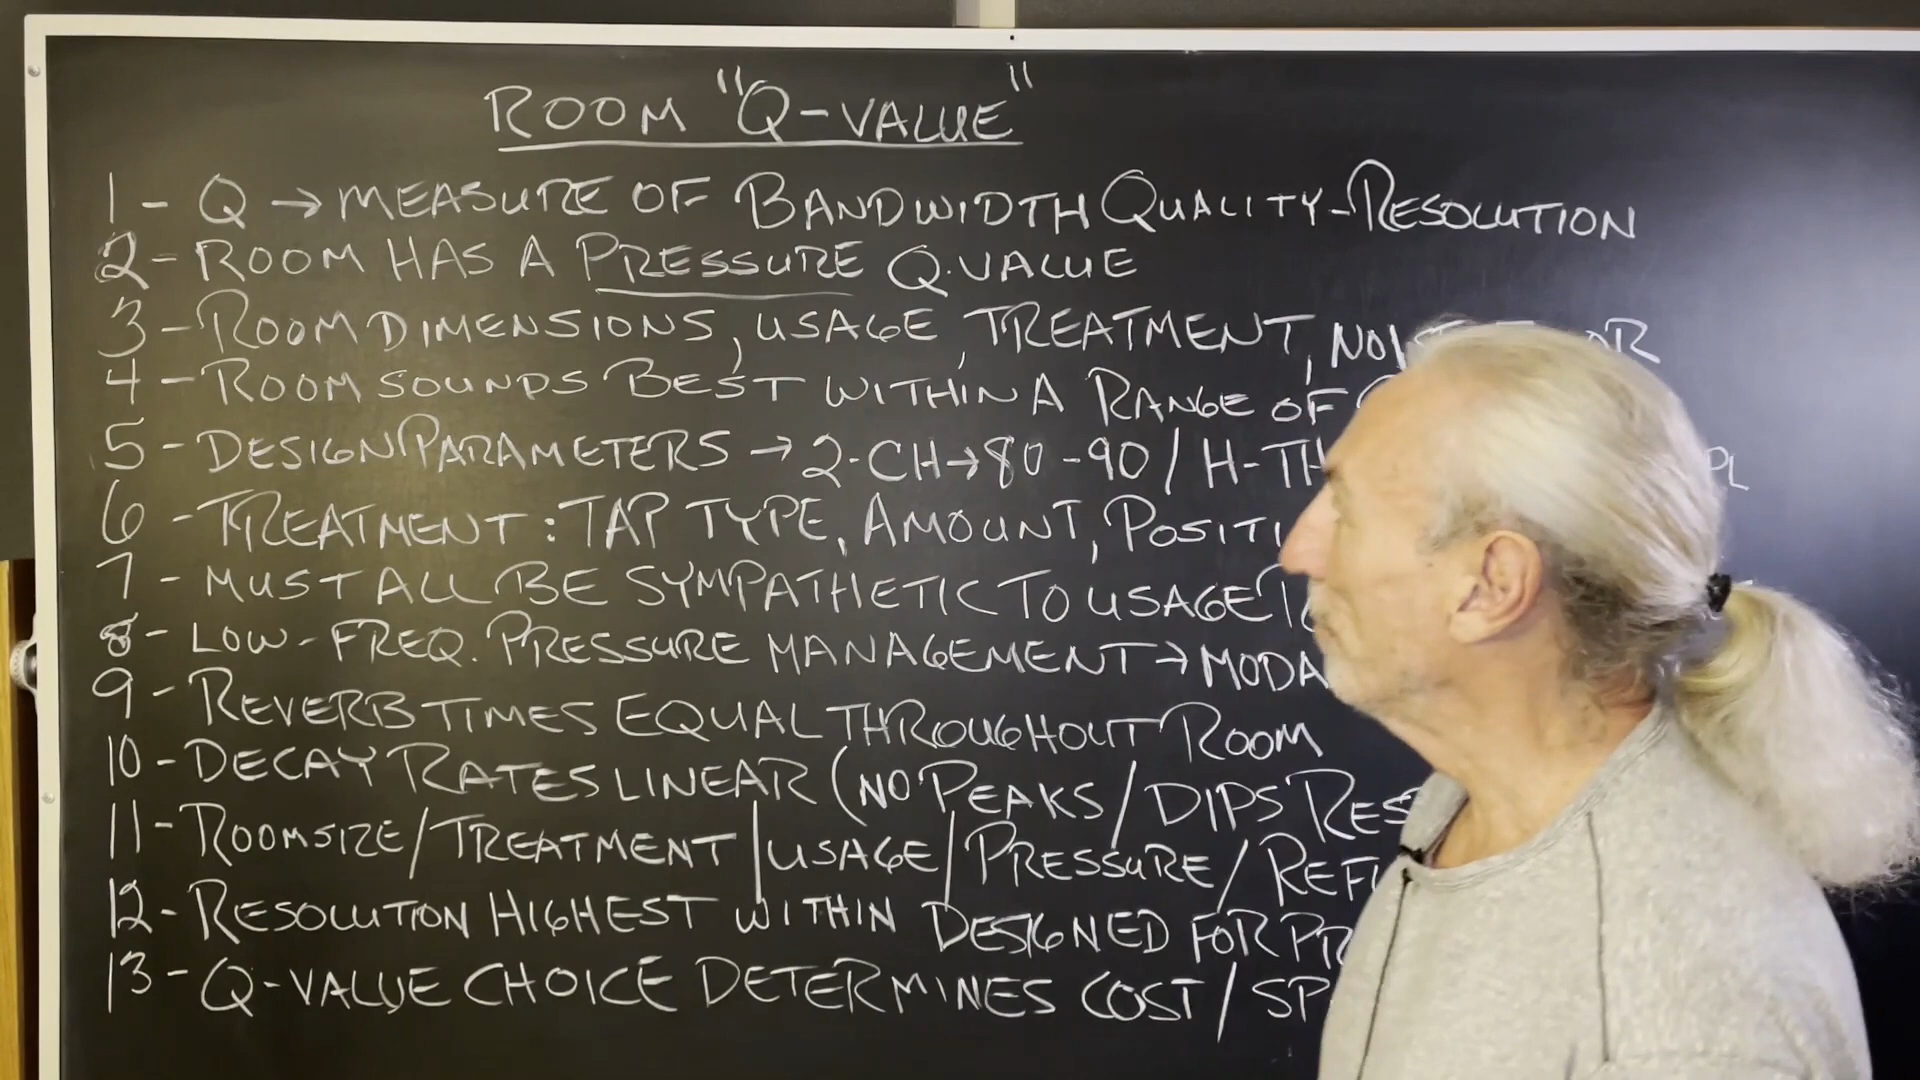 ROOM "Q-VALUE"
1 - Q → MEASURE OF BANDWIDTH QUALITY-RESOLUTION
2 - ROOM HAS A PRESSURE Q.VALUE
3 - ROOM DIMENSIONS, USAGE, TREATMENT,
4 - ROOM SOUNDS BEST WITHIN A RANGE OF
5 - DESIGN PARAMETERS → 2-CH → 80-90 /
6 - TREATMENT : TAP TYPE, AMOUNT,
7 - MUST ALL BE SYMPATHETIC TO USAGE
8 - LOW-FREQ. PRESSURE MANAGEMENT →
9 - REVERB TIMES EQUAL THROUGHOUT ROOM
10 - DECAY RATES LINEAR (NO PEAKS / DIPS
11 - ROOM SIZE / TREATMENT | USAGE | PRESSURE /
12 - RESOLUTION HIGHEST WITHIN DESIGNED FOR
13 - Q-VALUE CHOICE DETERMINES COST /